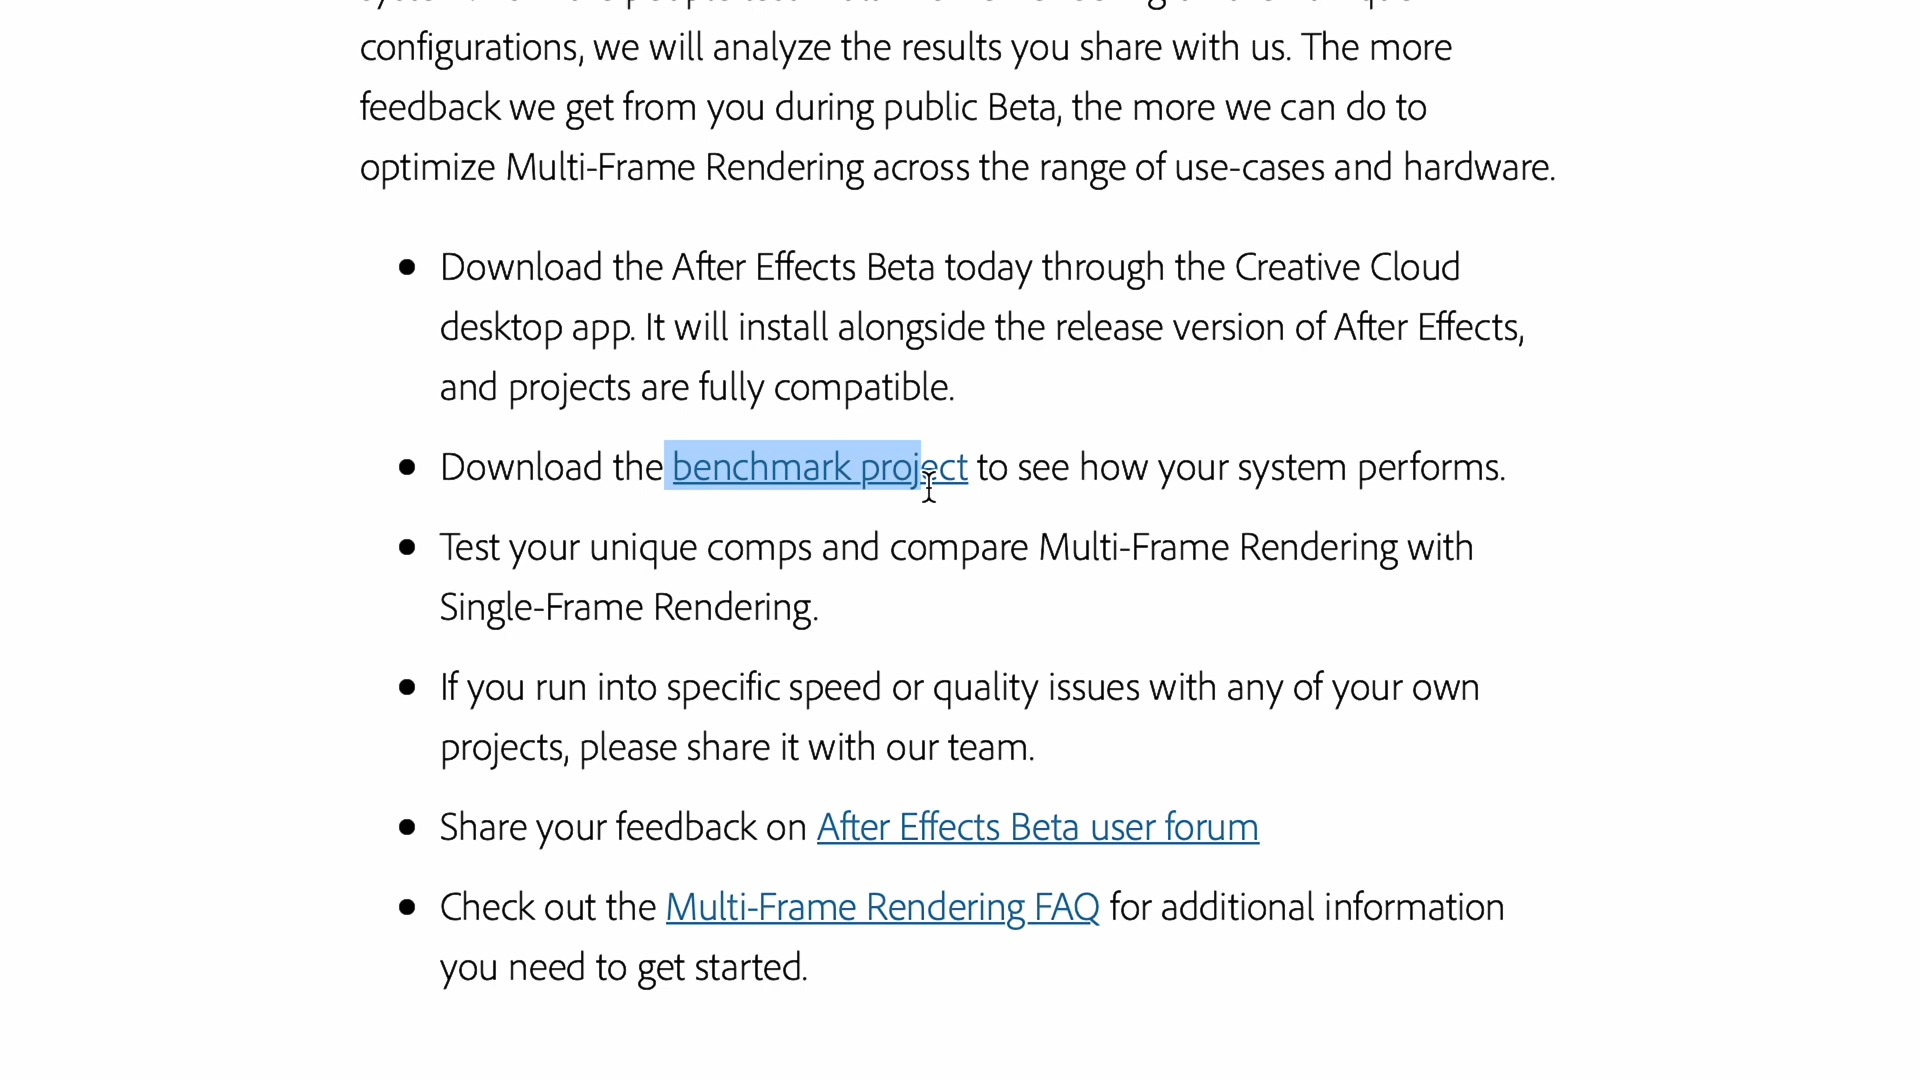 configurations, we will analyze the results you share with us. The more
feedback we get from you during public Beta, the more we can do to
optimize Multi-Frame Rendering across the range of use-cases and hardware.
• Download the After Effects Beta today through the Creative Cloud
desktop app. It will install alongside the release version of After Effects,
and projects are fully compatible.
• Download the benchmark project to see how your system performs.
• Test your unique comps and compare Multi-Frame Rendering with
Single-Frame Rendering.
• If you run into specific speed or quality issues with any of your own
projects, please share it with our team.
• Share your feedback on After Effects Beta user forum
• Check out the Multi-Frame Rendering FAQ for additional information
you need to get started.